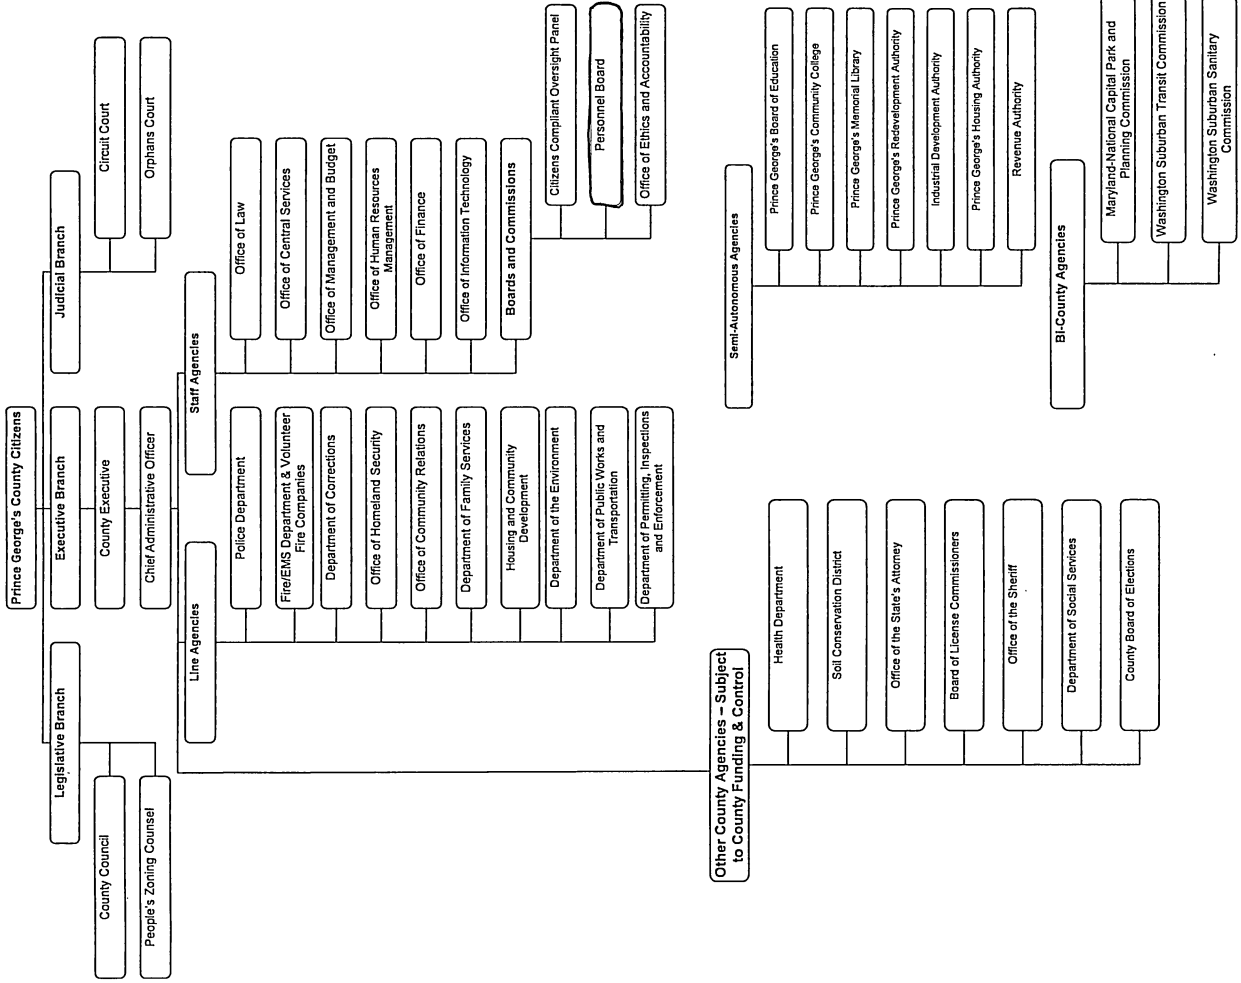 Prince George's County Citizens
Legislative Branch
Executive Branch
Judicial Branch
County Council
People's Zoning Counsel
County Executive
Chief Administrative Officer
Circuit Court
Orphans Court
Line Agencies
Police Department
Fire/EMS Department & Volunteer
Fire Companies
Department of Corrections
Office of Homeland Security
Office of Community Relations
Department of Family Services
Housing and Community
Development
Department of the Environment
Department of Public Works and
Transportation
Department of Permitting, Inspections
and Enforcement
Staff Agencies
Office of Law
Office of Central Services
Office of Management and Budget
Office of Human Resources
Management
Office of Finance
Office of Information Technology
Boards and Commissions
Citizens Compliant Oversight Panel
Personnel Board
Office of Ethics and Accountability
Other County Agencies – Subject
to County Funding & Control
Health Department
Soil Conservation District
Office of the State's Attorney
Board of License Commissioners
Office of the Sheriff
Department of Social Services
County Board of Elections
Semi-Autonomous Agencies
Prince George's Board of Education
Prince George's Community College
Prince George's Memorial Library
Prince George's Redevelopment Authority
Industrial Development Authority
Prince George's Housing Authority
Revenue Authority
Bi-County Agencies
Maryland-National Capital Park and
Planning Commission
Washington Suburban Transit Commission
Washington Suburban Sanitary
Commission